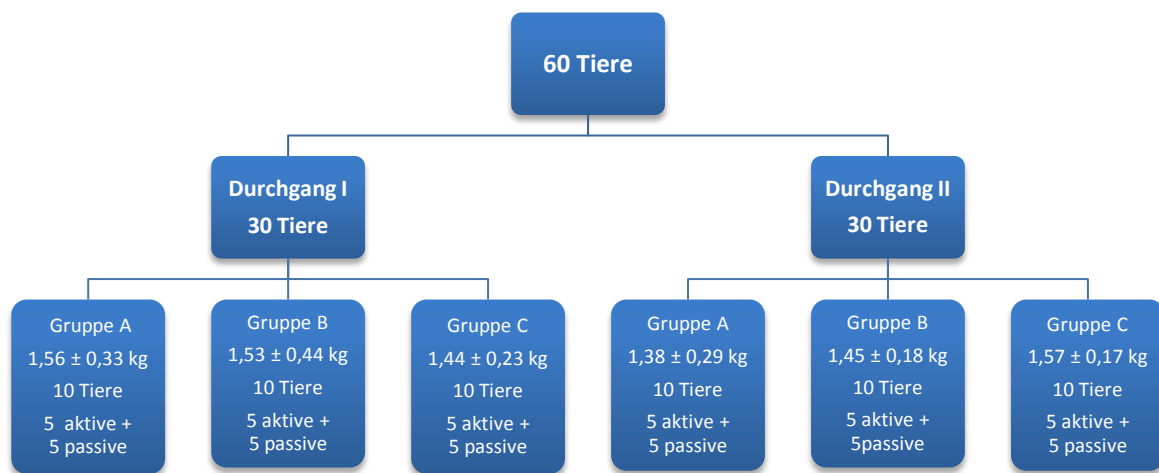 60 Tiere
Durchgang I
30 Tiere
Durchgang II
30 Tiere
Gruppe A
1,56 ± 0,33 kg
10 Tiere
5 aktive +
5 passive
Gruppe B
1,53 ± 0,44 kg
10 Tiere
5 aktive +
5 passive
Gruppe C
1,44 ± 0,23 kg
10 Tiere
5 aktive +
5 passive
Gruppe A
1,38 ± 0,29 kg
10 Tiere
5 aktive +
5 passive
Gruppe B
1,45 ± 0,18 kg
10 Tiere
5 aktive +
5passive
Gruppe C
1,57 ± 0,17 kg
10 Tiere
5 aktive +
5 passive